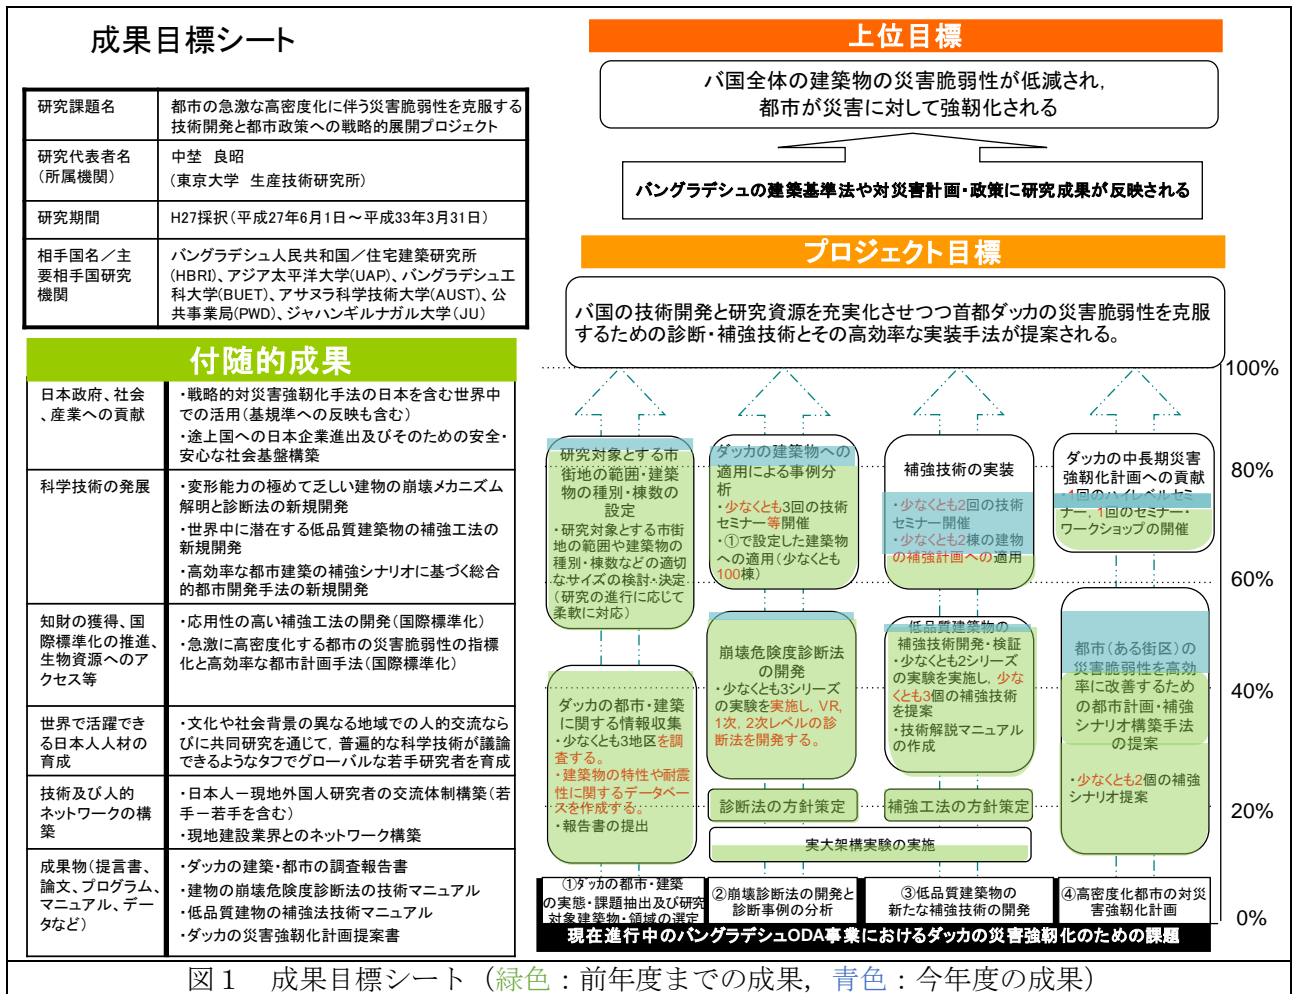 成果目標シート
研究課題名
都市の急激な高密度化に伴う災害脆弱性を克服する
技術開発と都市政策への戦略的展開プロジェクト
研究代表者名
(所属機関)
中埜 良昭
(東京大学 生産技術研究所)
研究期間
H27採択(平成27年6月1日～平成33年3月31日)
相手国名／主
要相手国研究
機関
バングラデシュ人民共和国／住宅建築研究所
(HBRI)、アジア太平洋大学(UAP)、バングラデシュ工
科大学(BUET)、アサヌラ科学技術大学(AUST)、公
共事業局(PWD)、ジャハンギルナガル大学(JU)
付随的成果
日本政府、社会
、産業への貢献
・戦略的対災害強靭化手法の日本を含む世界中
での活用(基規準への反映も含む)
・途上国への日本企業進出及びそのための安全・
安心な社会基盤構築
科学技術の発展
・変形能力の極めて乏しい建物の崩壊メカニズム
解明と診断法の新規開発
・世界中に潜在する低品質建築物の補強工法の
新規開発
・高効率な都市建築の補強シナリオに基づく総合
的都市開発手法の新規開発
知財の獲得、国
際標準化の推進、
生物資源へのア
クセス等
・応用性の高い補強工法の開発(国際標準化)
・急激に高密度化する都市の災害脆弱性の指標
化と高効率な都市計画手法(国際標準化)
世界で活躍でき
る日本人人材の
育成
・文化や社会背景の異なる地域での人的交流なら
びに共同研究を通じて，普遍的な科学技術が議論
できるようなタフでグローバルな若手研究者を育成
技術及び人的
ネットワークの構
築
・日本人－現地外国人研究者の交流体制構築(若
手－若手を含む)
・現地建設業界とのネットワーク構築
成果物(提言書、
論文、プログラム、
マニュアル、デー
タなど)
・ダッカの建築・都市の調査報告書
・建物の崩壊危険度診断法の技術マニュアル
・低品質建物の補強法技術マニュアル
・ダッカの災害強靭化計画提案書
上位目標
バ国全体の建築物の災害脆弱性が低減され，
都市が災害に対して強靭化される
バングラデシュの建築基準法や対災害計画・政策に研究成果が反映される
プロジェクト目標
バ国の技術開発と研究資源を充実化させつつ首都ダッカの災害脆弱性を克服
するための診断・補強技術とその高効率な実装手法が提案される。
100%
80%
60%
40%
20%
0%
研究対象とする市
街地の範囲・建築
物の種別・棟数の
設定
・研究対象とする市街
地の範囲や建築物の
種別・棟数などの適切
なサイズの検討・決定
(研究の進行に応じて
柔軟に対応)
ダッカの都市・建築
に関する情報収集
・少なくとも3地区を調
査する。
・建築物の特性や耐震
性に関するデータベー
スを作成する。
・報告書の提出
ダッカの建築物への
適用による事例分
析
・少なくとも3回の技術
セミナー等開催
・①で設定した建築物
への適用(少なくとも
100棟)
崩壊危険度診断法
の開発
・少なくとも3シリーズ
の実験を実施し，VR，
1次，2次レベルの診
断法を開発する。
診断法の方針策定
補強技術の実装
・少なくとも2回の技術
セミナー開催
・少なくとも2棟の建物
の補強計画への適用
低品質建築物の
補強技術開発・検証
・少なくとも2シリーズ
の実験を実施し，少な
くとも3個の補強技術
を提案
・技術解説マニュアル
の作成
補強工法の方針策定
実大架構実験の実施
ダッカの中長期災害
強靭化計画への貢献
・1回のハイレベルセミ
ナー，1回のセミナー・
ワークショップの開催
都市(ある街区)の
災害脆弱性を高効
率に改善するため
の都市計画・補強
シナリオ構築手法
の提案
・少なくとも2個の補強
シナリオ提案
①ダッカの都市・建築
の実態・課題抽出及び研究
対象建築物・領域の選定
②崩壊診断法の開発と
診断事例の分析
③低品質建築物の
新たな補強技術の開発
④高密度化都市の対災
害強靭化計画
現在進行中のバングラデシュODA事業におけるダッカの災害強靭化のための課題
図1 成果目標シート（緑色：前年度までの成果，青色：今年度の成果）